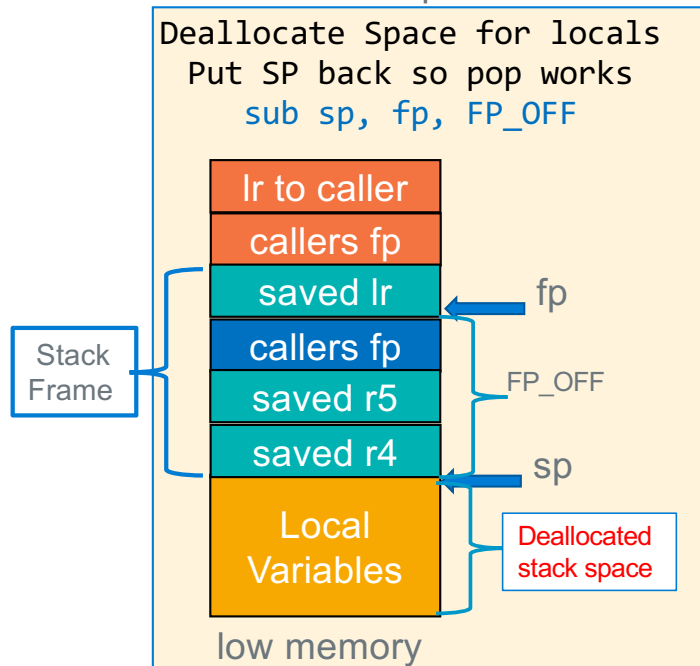 Deallocate Space for locals
Put SP back so pop works
sub sp, fp, FP_OFF
lr to caller
callers fp
saved lr
fp
Stack
Frame
callers fp
FP_OFF
saved r5
saved r4
sp
Local
Variables
Deallocated
stack space
low memory